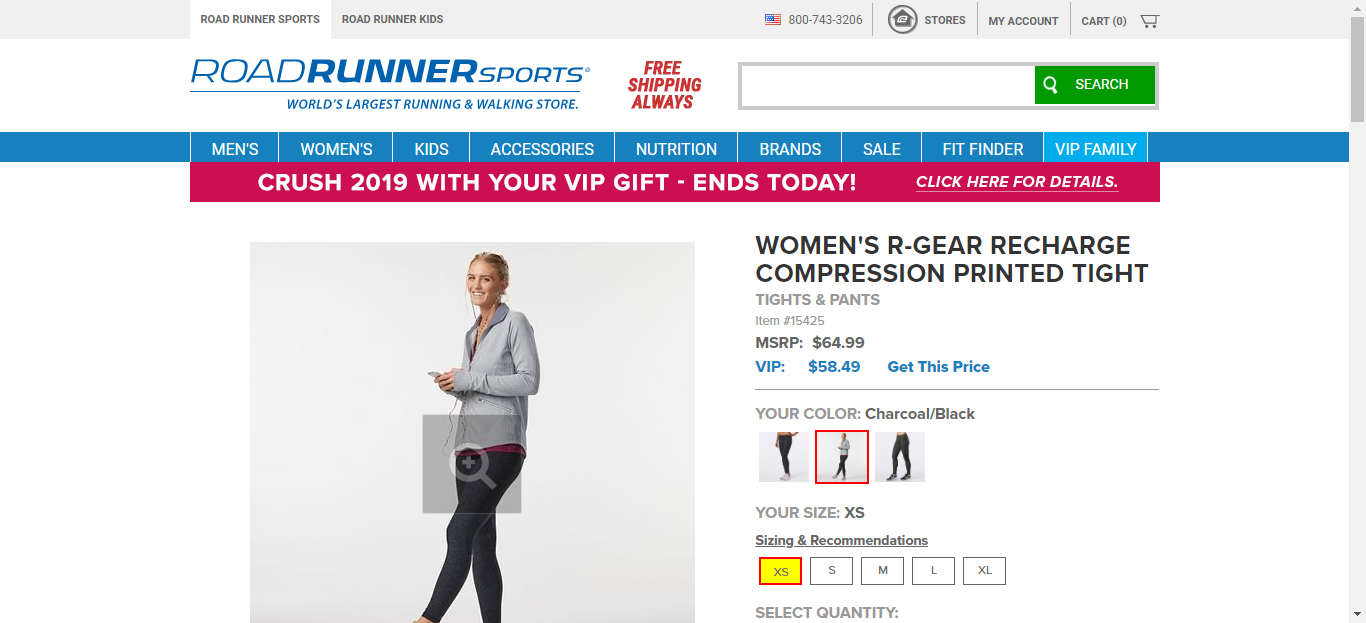 ROAD RUNNER SPORTS
ROAD RUNNER KIDS
800-743-3206
STORES
MY ACCOUNT
CART (0)
ROADRUNNERSPORTS®
WORLD'S LARGEST RUNNING & WALKING STORE.
FREE
SHIPPING
ALWAYS
SEARCH
MEN'S
WOMEN'S
KIDS
ACCESSORIES
NUTRITION
BRANDS
SALE
FIT FINDER
VIP FAMILY
CRUSH 2019 WITH YOUR VIP GIFT - ENDS TODAY!
CLICK HERE FOR DETAILS.
WOMEN'S R-GEAR RECHARGE
COMPRESSION PRINTED TIGHT
TIGHTS & PANTS
Item #15425
MSRP: $64.99
VIP: $58.49 Get This Price
YOUR COLOR: Charcoal/Black
YOUR SIZE: XS
Sizing & Recommendations
XS S M L XL
SELECT QUANTITY: